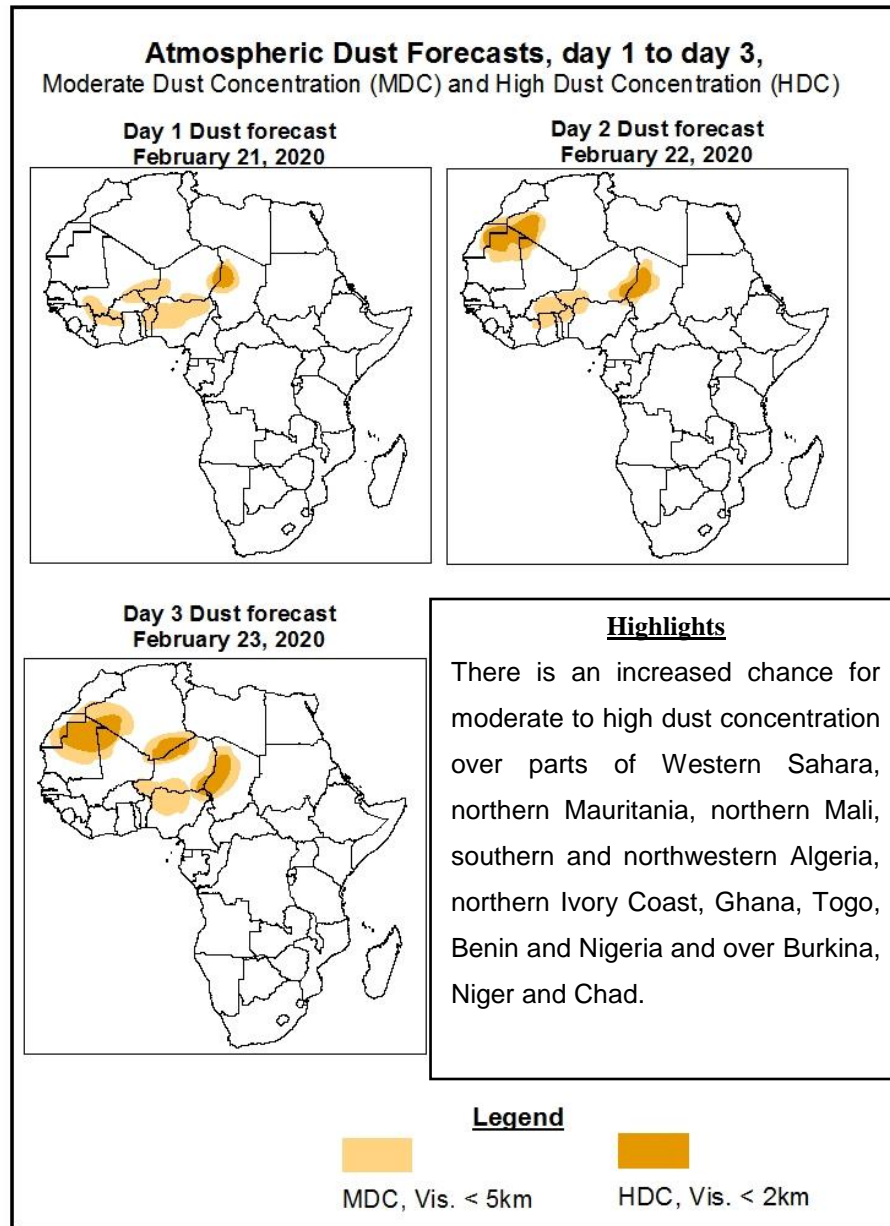 Atmospheric Dust Forecasts, day 1 to day 3,
Moderate Dust Concentration (MDC) and High Dust Concentration (HDC)
Day 1 Dust forecast
February 21, 2020
Day 2 Dust forecast
February 22, 2020
Day 3 Dust forecast
February 23, 2020
Highlights
There is an increased chance for
moderate to high dust concentration
over parts of Western Sahara,
northern Mauritania, northern Mali,
southern and northwestern Algeria,
northern Ivory Coast, Ghana, Togo,
Benin and Nigeria and over Burkina,
Niger and Chad.
Legend
MDC, Vis. < 5km
HDC, Vis. < 2km